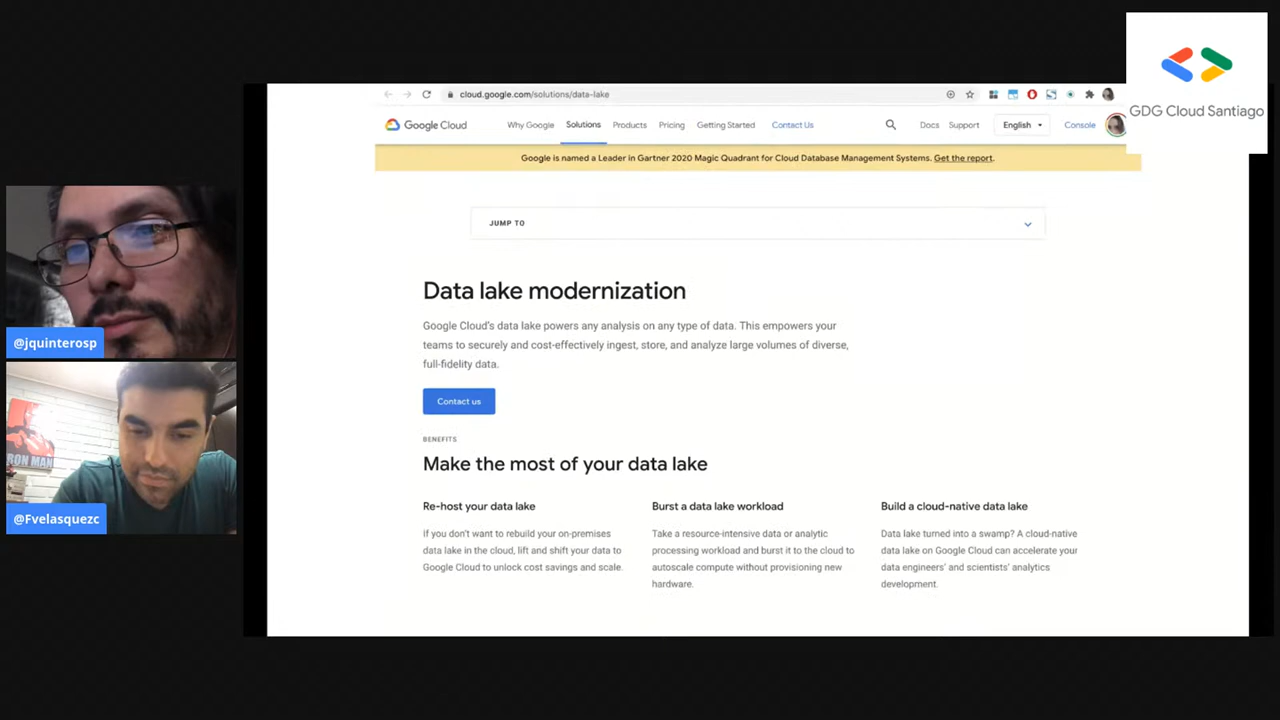 GDG Cloud Santiago
cloud.google.com/solutions/data-lake
Google Cloud Why Google Solutions Products Pricing Getting Started Contact Us Docs Support English Console
Google is named a Leader in Gartner 2020 Magic Quadrant for Cloud Database Management Systems. Get the report.
JUMP TO
Data lake modernization
Google Cloud's data lake powers any analysis on any type of data. This empowers your
teams to securely and cost-effectively ingest, store, and analyze large volumes of diverse,
full-fidelity data.
Contact us
BENEFITS
Make the most of your data lake
Re-host your data lake
If you don't want to rebuild your on-premises
data lake in the cloud, lift and shift your data to
Google Cloud to unlock cost savings and scale.
Burst a data lake workload
Take a resource-intensive data or analytic
processing workload and burst it to the cloud to
autoscale compute without provisioning new
hardware.
Build a cloud-native data lake
Data lake turned into a swamp? A cloud-native
data lake on Google Cloud can accelerate your
data engineers' and scientists' analytics
development.
@jquinterosp
IRON MAN
@Fvelasquezc